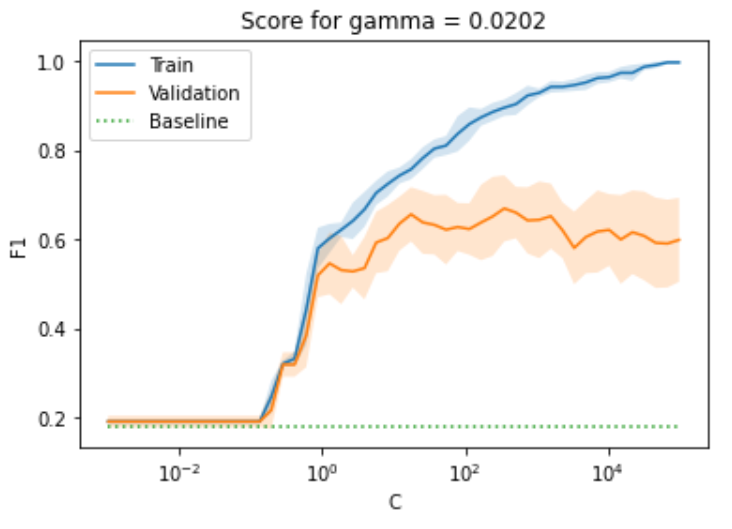 Score for gamma = 0.0202
Train
Validation
Baseline
F1
1.0
0.8
0.6
0.4
0.2
10⁻² 10⁰ 10² 10⁴
C